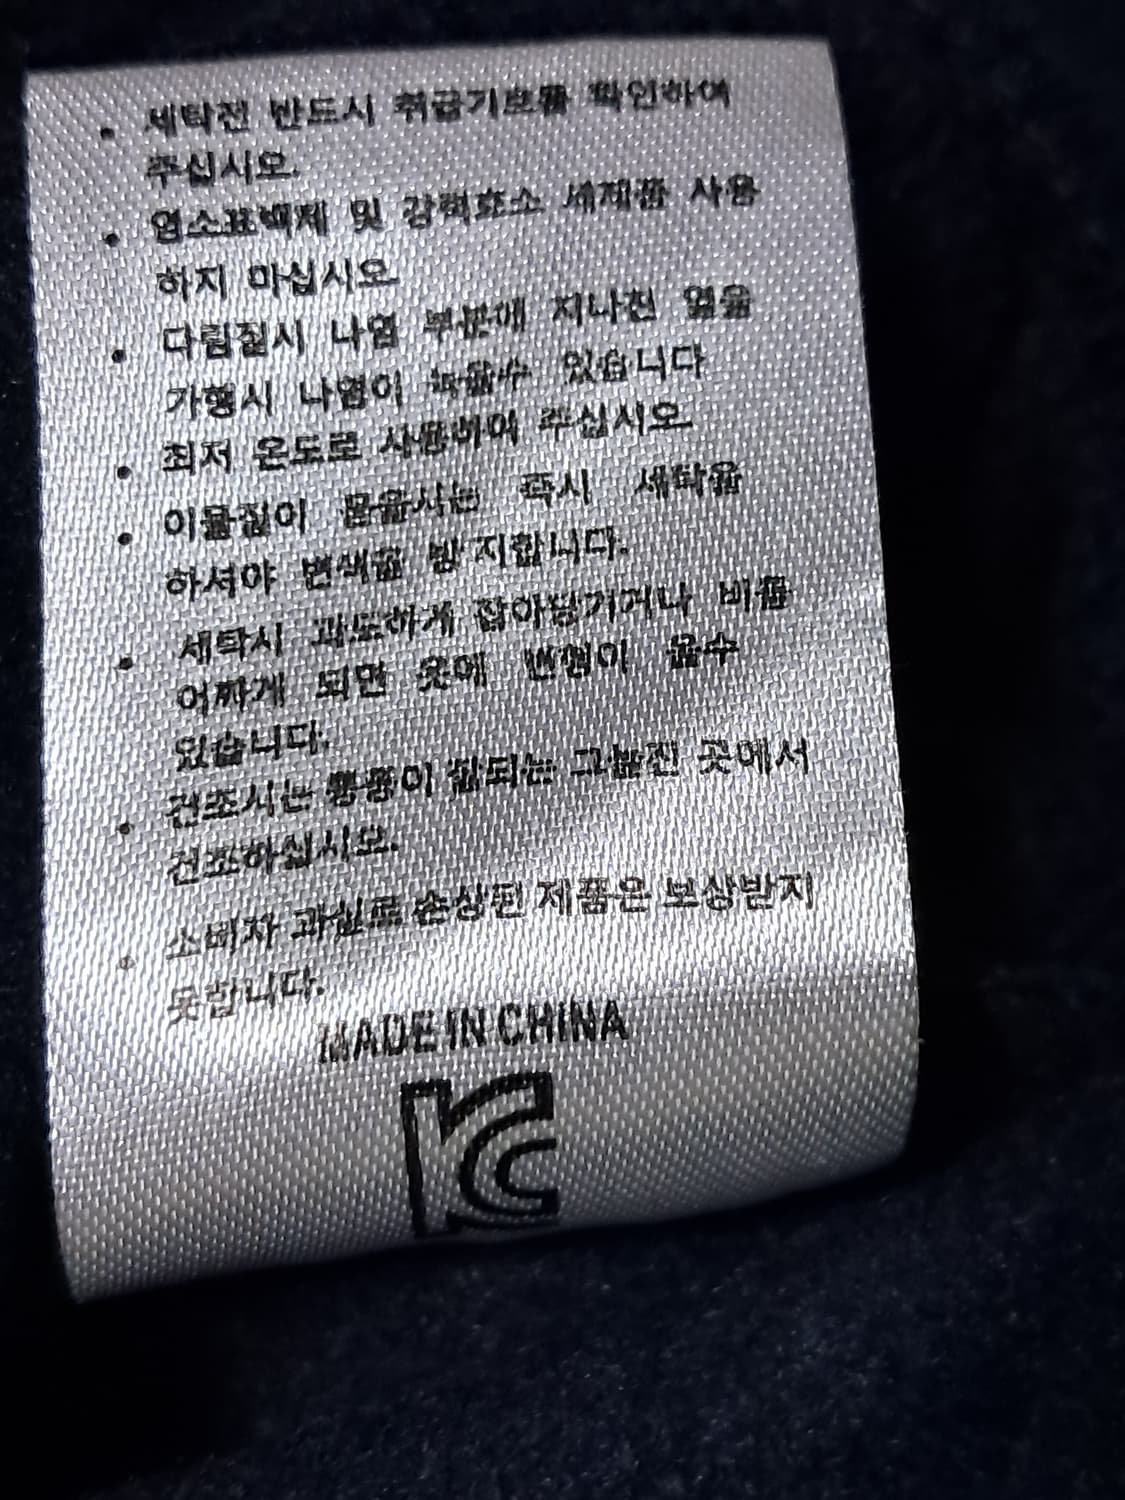 . 세탁전 반드시 취급기호를 확인하여
주십시오.
. 염소표백제 및 강력효소 세제품 사용
하지 마십시오
. 다림질시 나염 부분에 지나친 열을
가행시 나염이 녹을수 있습니다
. 최저 온도로 사용하여 주십시오.
. 이물질이 묻을시는 즉시 세탁을
하셔야 변색을 방지합니다.
. 세탁시 과도하게 잡아당기거나 비틀
어짜게 되면 옷에 변형이 올수
있습니다.
. 건조시는 통풍이 잘되는 그늘진 곳에서
건조하십시오.
. 소비자 과실로 손상된 제품은 보상받지
못합니다.
MADE IN CHINA
KC